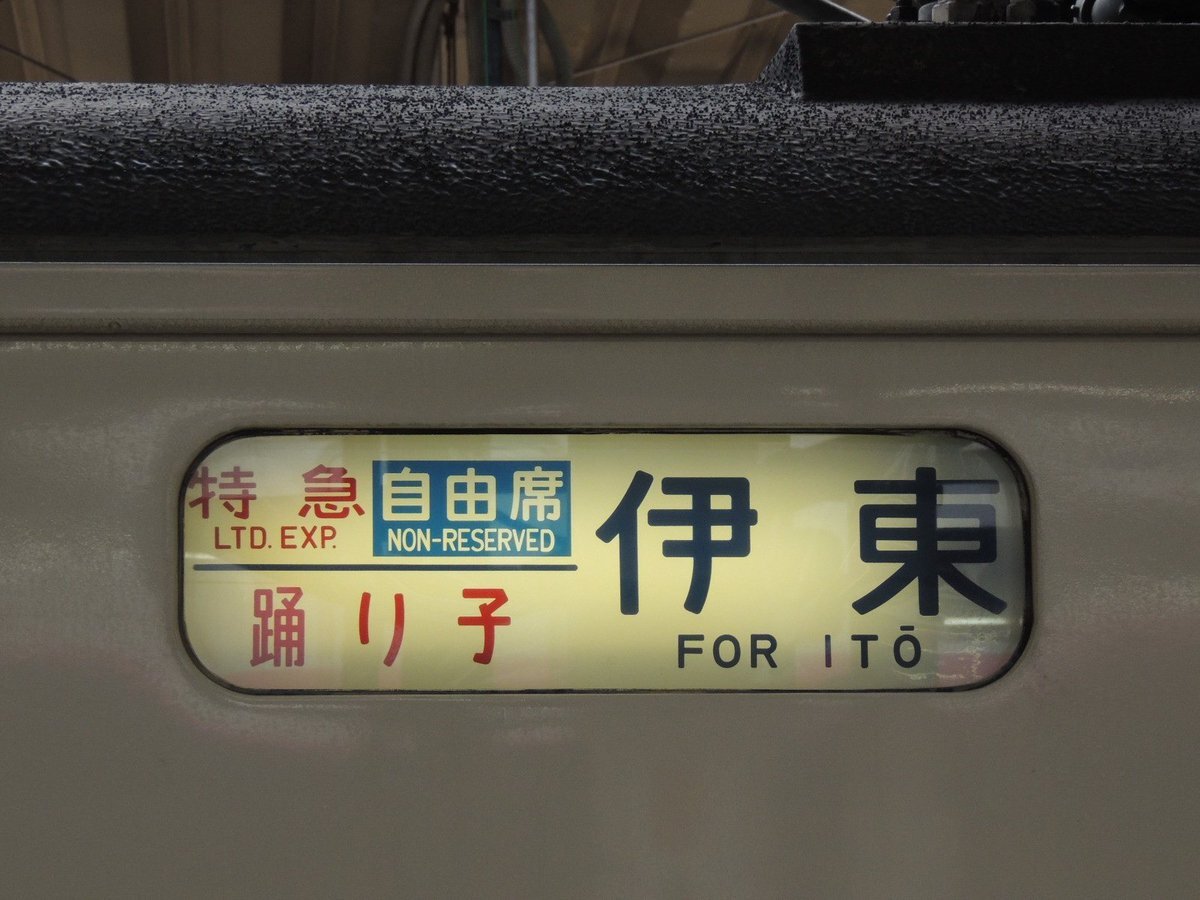 特急 自由席
LTD. EXP. NON-RESERVED
踊り子
伊東
FOR ITŌ